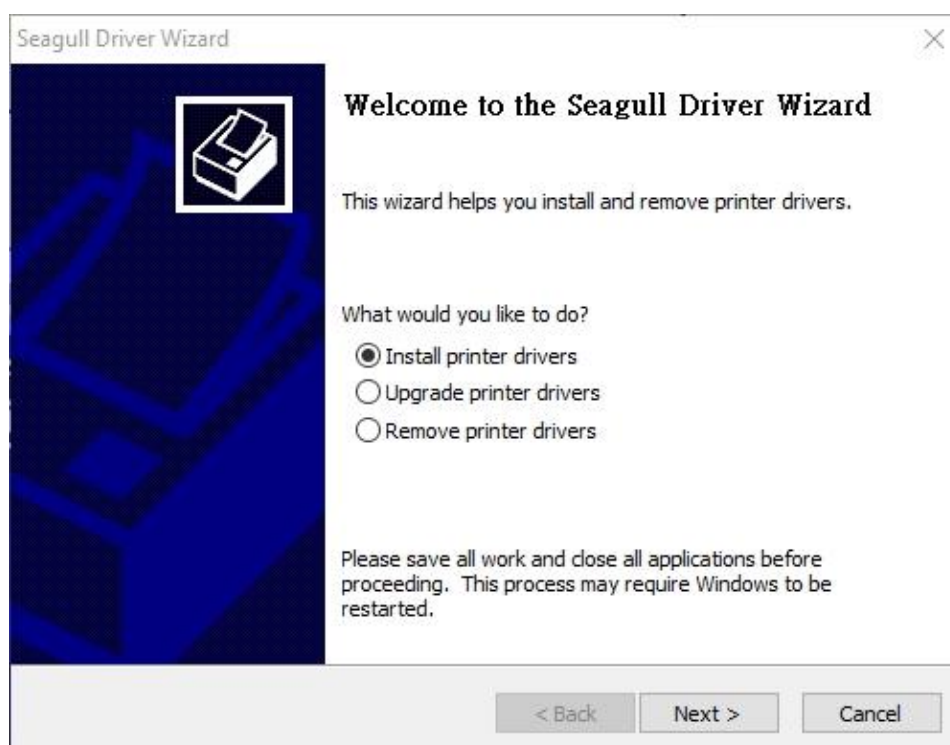 Seagull Driver Wizard
Welcome to the Seagull Driver Wizard
This wizard helps you install and remove printer drivers.
What would you like to do?
Install printer drivers
Upgrade printer drivers
Remove printer drivers
Please save all work and close all applications before
proceeding. This process may require Windows to be
restarted.
< Back Next > Cancel